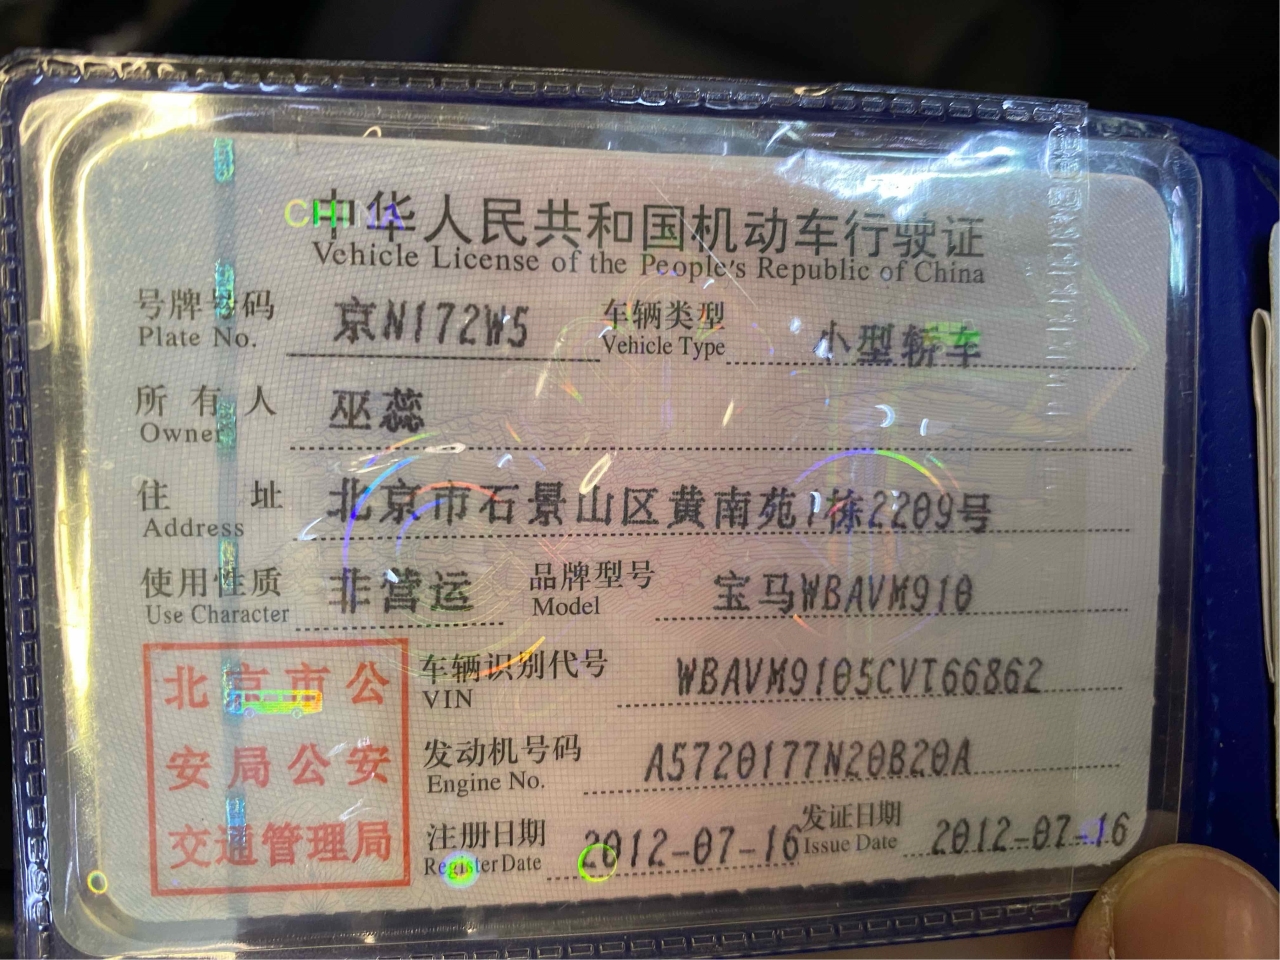 CHINA
中华人民共和国机动车行驶证
Vehicle License of the People's Republic of China
号牌号码 京N172W5 车辆类型 小型轿车
Plate No. Vehicle Type
所有人 巫蕊
Owner
住址 北京市石景山区黄南苑1栋2209号
Address
使用性质 非营运 品牌型号 宝马WBAVM910
Use Character Model
北京市公
安局公安
交通管理局
车辆识别代号 WBAVM9105CVT66862
VIN
发动机号码 A5720177N20B20A
Engine No.
注册日期 2012-07-16 发证日期 2012-07-16
Register Date Issue Date